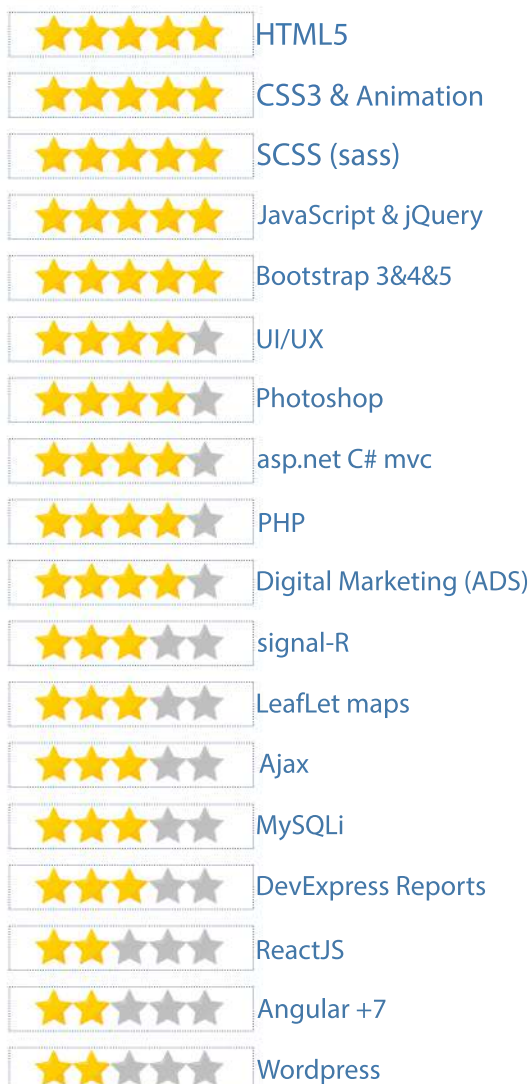 HTML5
CSS3 & Animation
SCSS (sass)
JavaScript & jQuery
Bootstrap 3&4&5
UI/UX
Photoshop
asp.net C# mvc
PHP
Digital Marketing (ADS)
signal-R
LeafLet maps
Ajax
MySQLi
DevExpress Reports
ReactJS
Angular +7
Wordpress